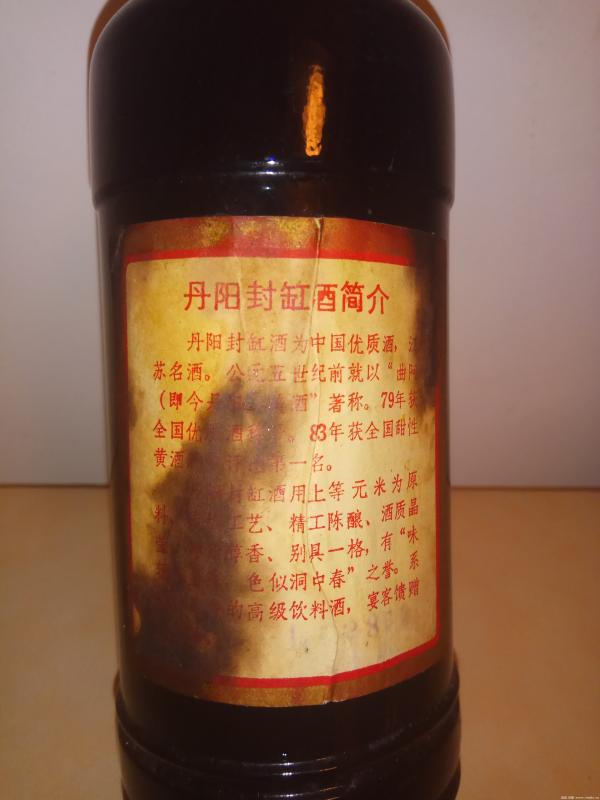 丹阳封缸酒简介
丹阳封缸酒为中国优质酒，江
苏名酒。公元五世纪前就以“曲阿
（即今丹 酒”著称。79年获
全国优 酒 。83年获全国甜性
黄酒 第一名。
封缸酒用上等元米为原
料， 工艺、精工陈酿、酒质晶
醇香、别具一格，有“味
色似洞中春”之誉。系
的高级饮料酒，宴客馈赠